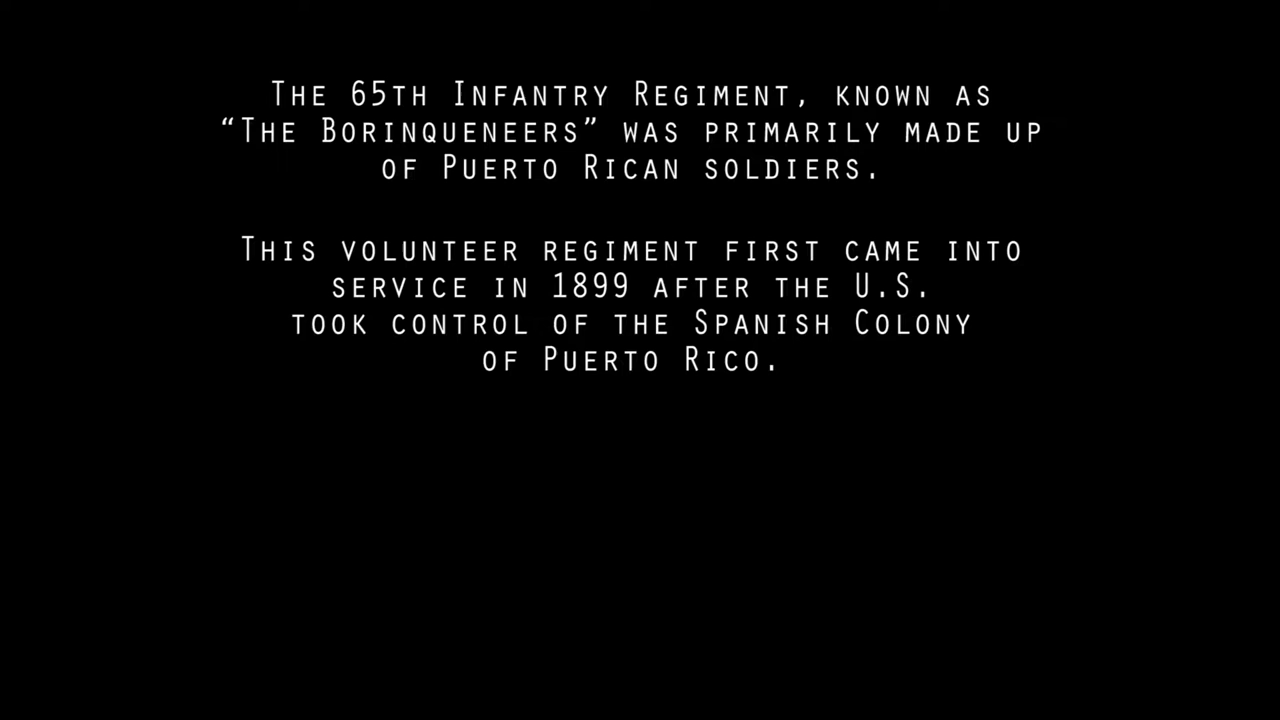 The 65th Infantry Regiment, known as
“The Borinqueneers” was primarily made up
of Puerto Rican soldiers.
This volunteer regiment first came into
service in 1899 after the U.S.
took control of the Spanish Colony
of Puerto Rico.